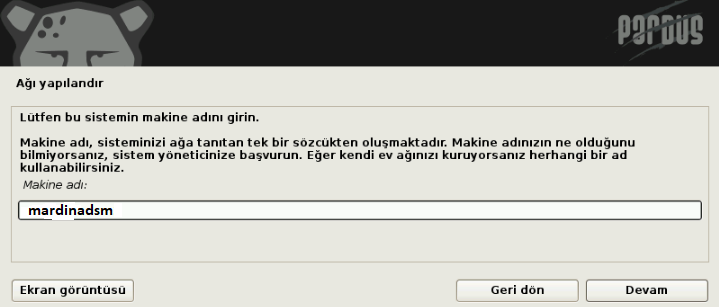 PARDUS
Ağı yapılandır
Lütfen bu sistemin makine adını girin.
Makine adı, sisteminizi ağa tanıtan tek bir sözcükten oluşmaktadır. Makine adınızın ne olduğunu
bilmiyorsanız, sistem yöneticinize başvurun. Eğer kendi ev ağınızı kuruyorsanız herhangi bir ad
kullanabilirsiniz.
Makine adı:
mardinadsm
Ekran görüntüsü
Geri dön
Devam